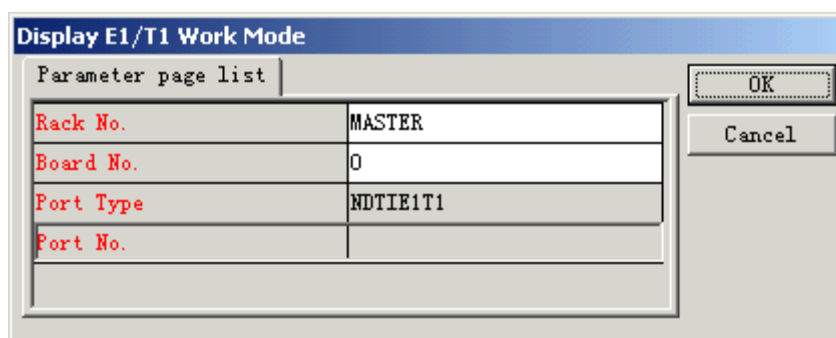 Display E1/T1 Work Mode
Parameter page list
OK
Rack No. MASTER
Cancel
Board No. 0
Port Type NDTIE1T1
Port No.